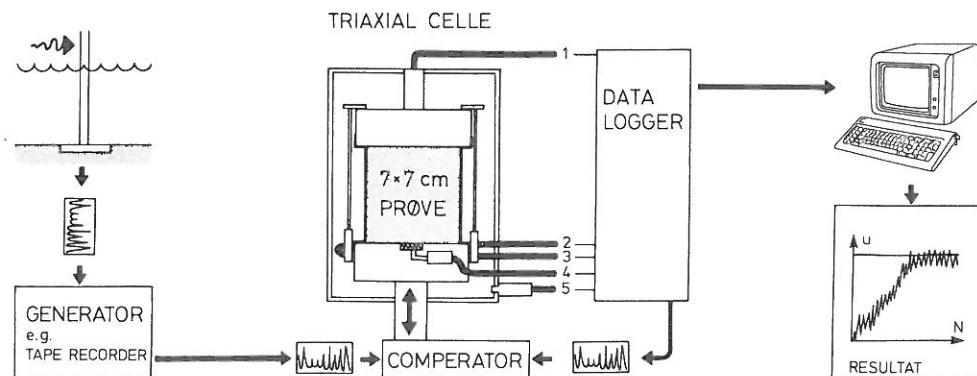 TRIAXIAL CELLE
1
DATA
LOGGER
7×7 cm
PRØVE
2
3
4
5
GENERATOR
e.g.
TAPE RECORDER
COMPERATOR
u
N
RESULTAT